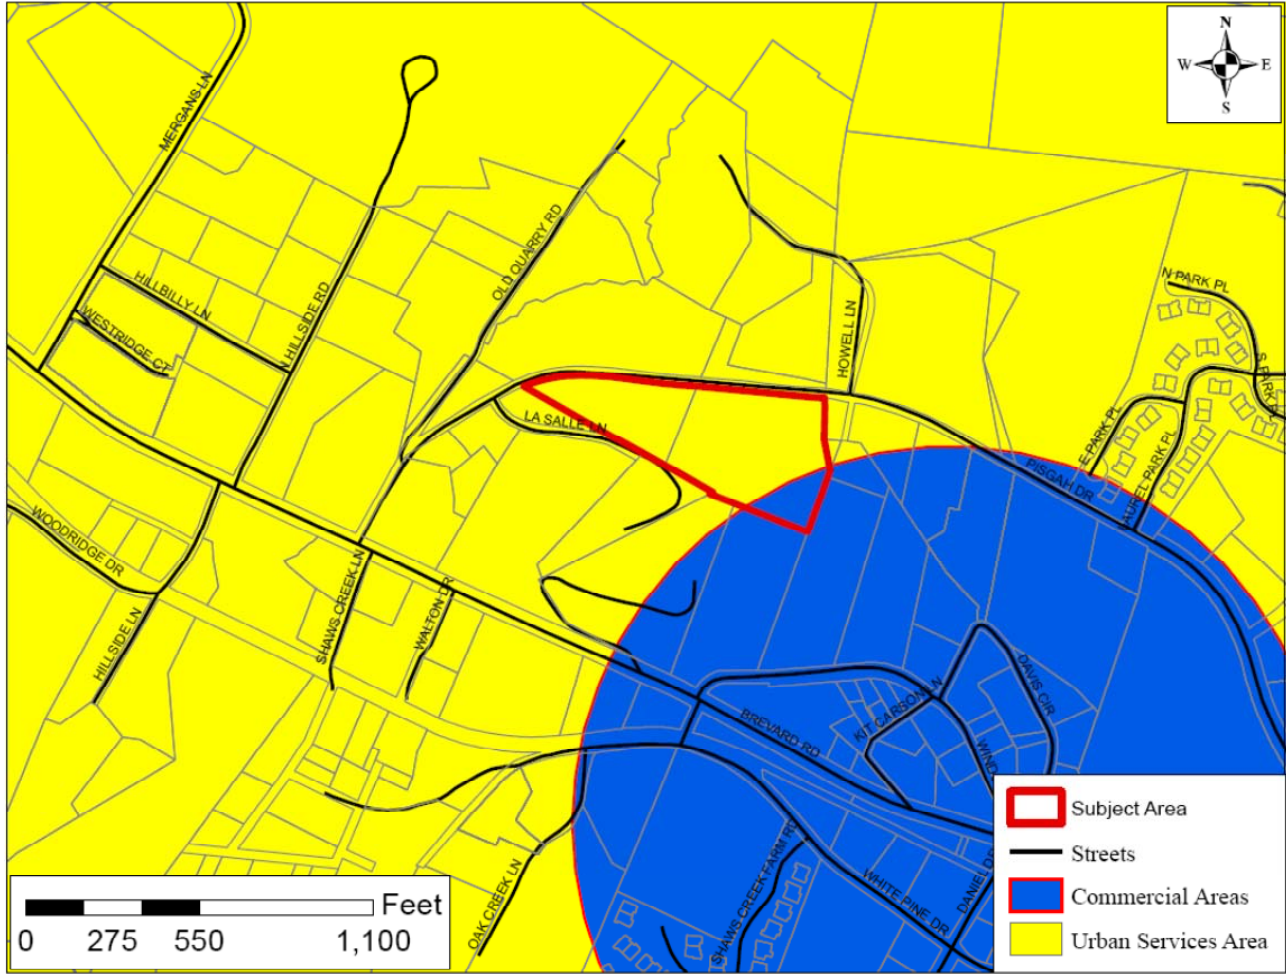 N
W E
S
MERGANS LN
OLD QUARRY RD
HILLBILLY LN
WESTRIDGE CT
N HILLSIDE RD
HOWELL LN
N PARK PL
S PARK PL
LA SALLE LN
E PARK PL
LAUREL PARK PL
PISGAH DR
WOODRIDGE DR
SHAWS CREEK LN
WALTON DR
HILLSIDE LN
DAVIS CIR
KIT CARSON LN
BREVARD RD
WIND
SHAWS CREEK FARM RD
WHITE PINE DR
DANIEL D
OAK CREEK LN
Feet
0 275 550 1,100
Subject Area
Streets
Commercial Areas
Urban Services Area